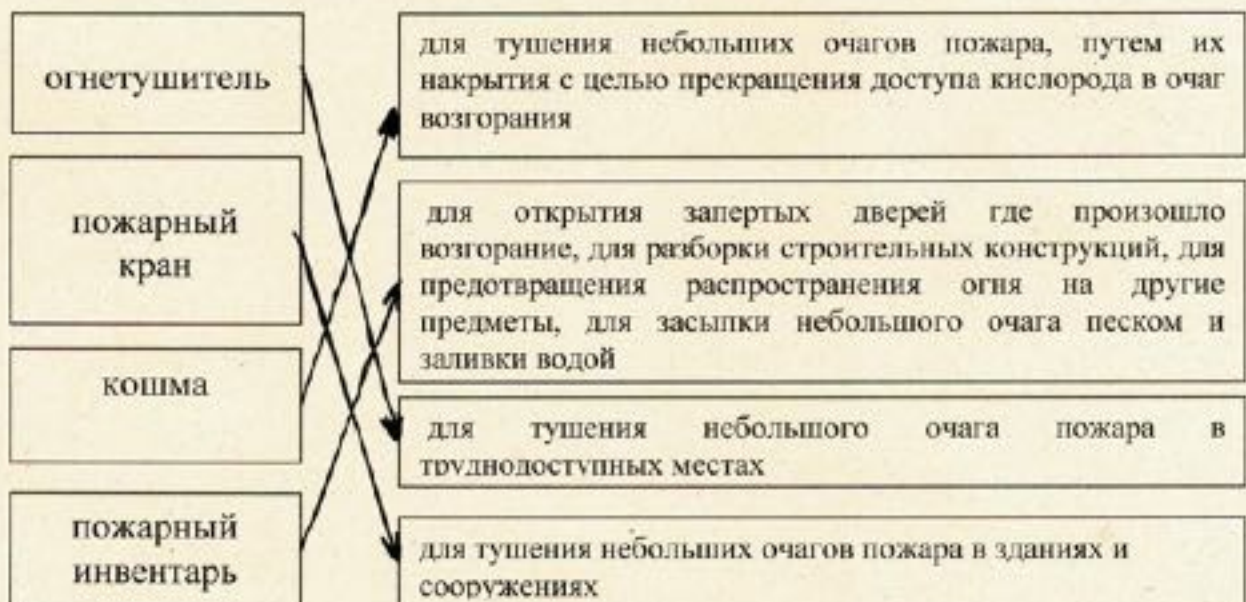 огнетушитель
пожарный
кран
кошма
пожарный
инвентарь
для тушения небольших очагов пожара, путем их
накрытия с целью прекращения доступа кислорода в очаг
возгорания
для открытия запертых дверей где произошло
возгорание, для разборки строительных конструкций, для
предотвращения распространения огня на другие
предметы, для засыпки небольшого очага песком и
заливки водой
для тушения небольшого очага пожара в
труднодоступных местах
для тушения небольших очагов пожара в зданиях и
сооружениях